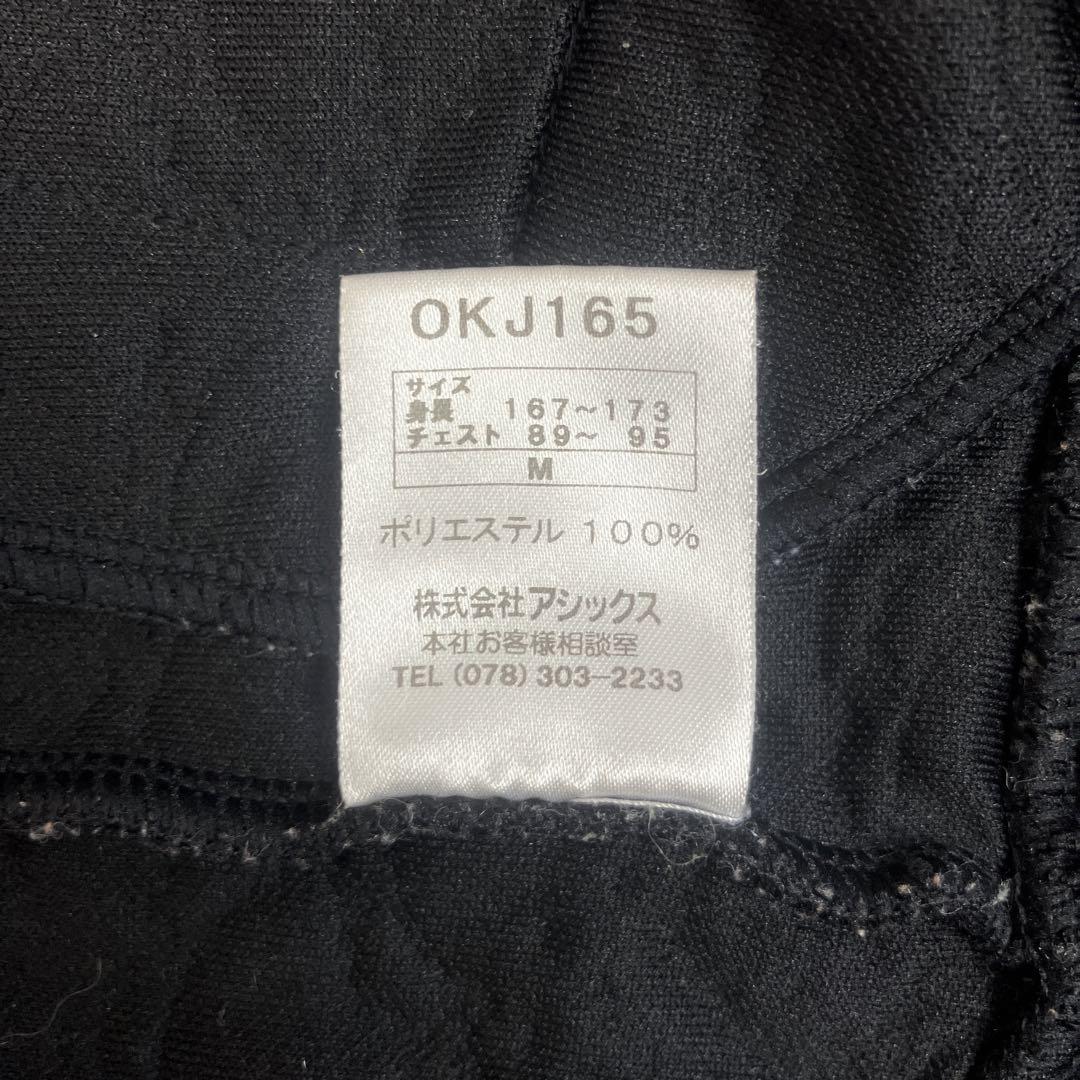 OKJ165
サイズ
身長 167〜173
チェスト 89〜 95
M
ポリエステル 100%
株式会社アシックス
本社お客様相談室
TEL (078) 303-2233